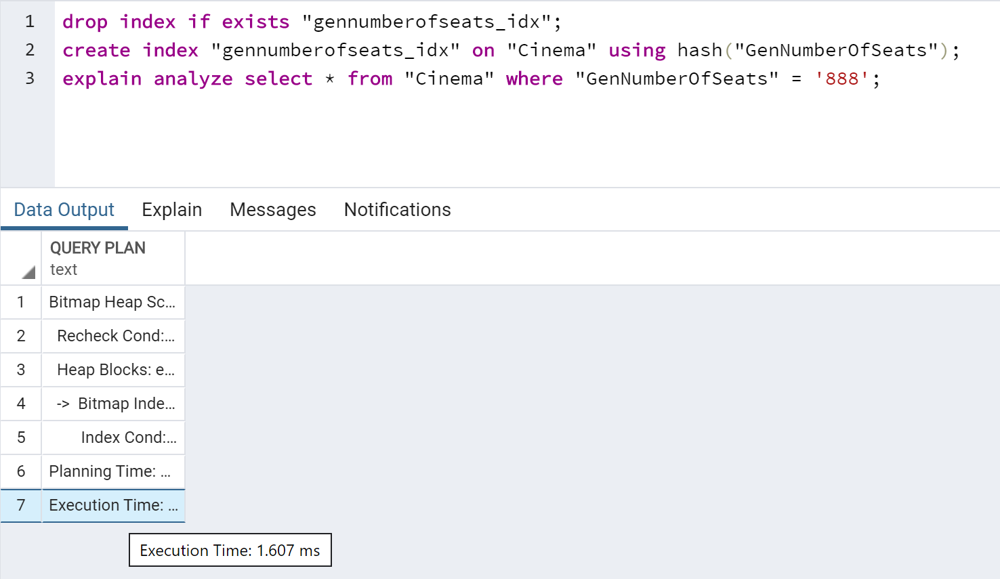 1 drop index if exists "gennumberofseats_idx";
2 create index "gennumberofseats_idx" on "Cinema" using hash("GenNumberOfSeats");
3 explain analyze select * from "Cinema" where "GenNumberOfSeats" = '888';
Data Output Explain Messages Notifications
QUERY PLAN
text
1 Bitmap Heap Sc...
2 Recheck Cond:...
3 Heap Blocks: e...
4 -> Bitmap Inde...
5 Index Cond:...
6 Planning Time: ...
7 Execution Time: ...
Execution Time: 1.607 ms